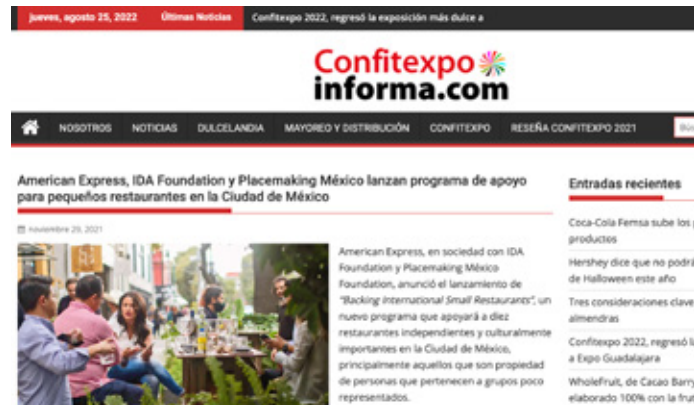 jueves, agosto 25, 2022 Últimas Noticias Confitexpo 2022, regresó la exposición más dulce a
Confitexpo
informa.com
NOSOTROS NOTICIAS DULCELANDIA MAYOREO Y DISTRIBUCIÓN CONFITEXPO RESEÑA CONFITEXPO 2021
American Express, IDA Foundation y Placemaking México lanzan programa de apoyo
para pequeños restaurantes en la Ciudad de México
noviembre 29, 2021
American Express, en sociedad con IDA
Foundation y Placemaking México
Foundation, anunció el lanzamiento de
"Backing International Small Restaurants", un
nuevo programa que apoyará a diez
restaurantes independientes y culturalmente
importantes en la Ciudad de México,
principalmente aquellos que son propiedad
de personas que pertenecen a grupos poco
representados.
Entradas recientes
Coca-Cola Femsa sube los
productos
Hershey dice que no podrá
de Halloween este año
Tres consideraciones clave
almendras
Confitexpo 2022, regresó
a Expo Guadalajara
WholeFruit, de Cacao Barry
elaborado 100% con la